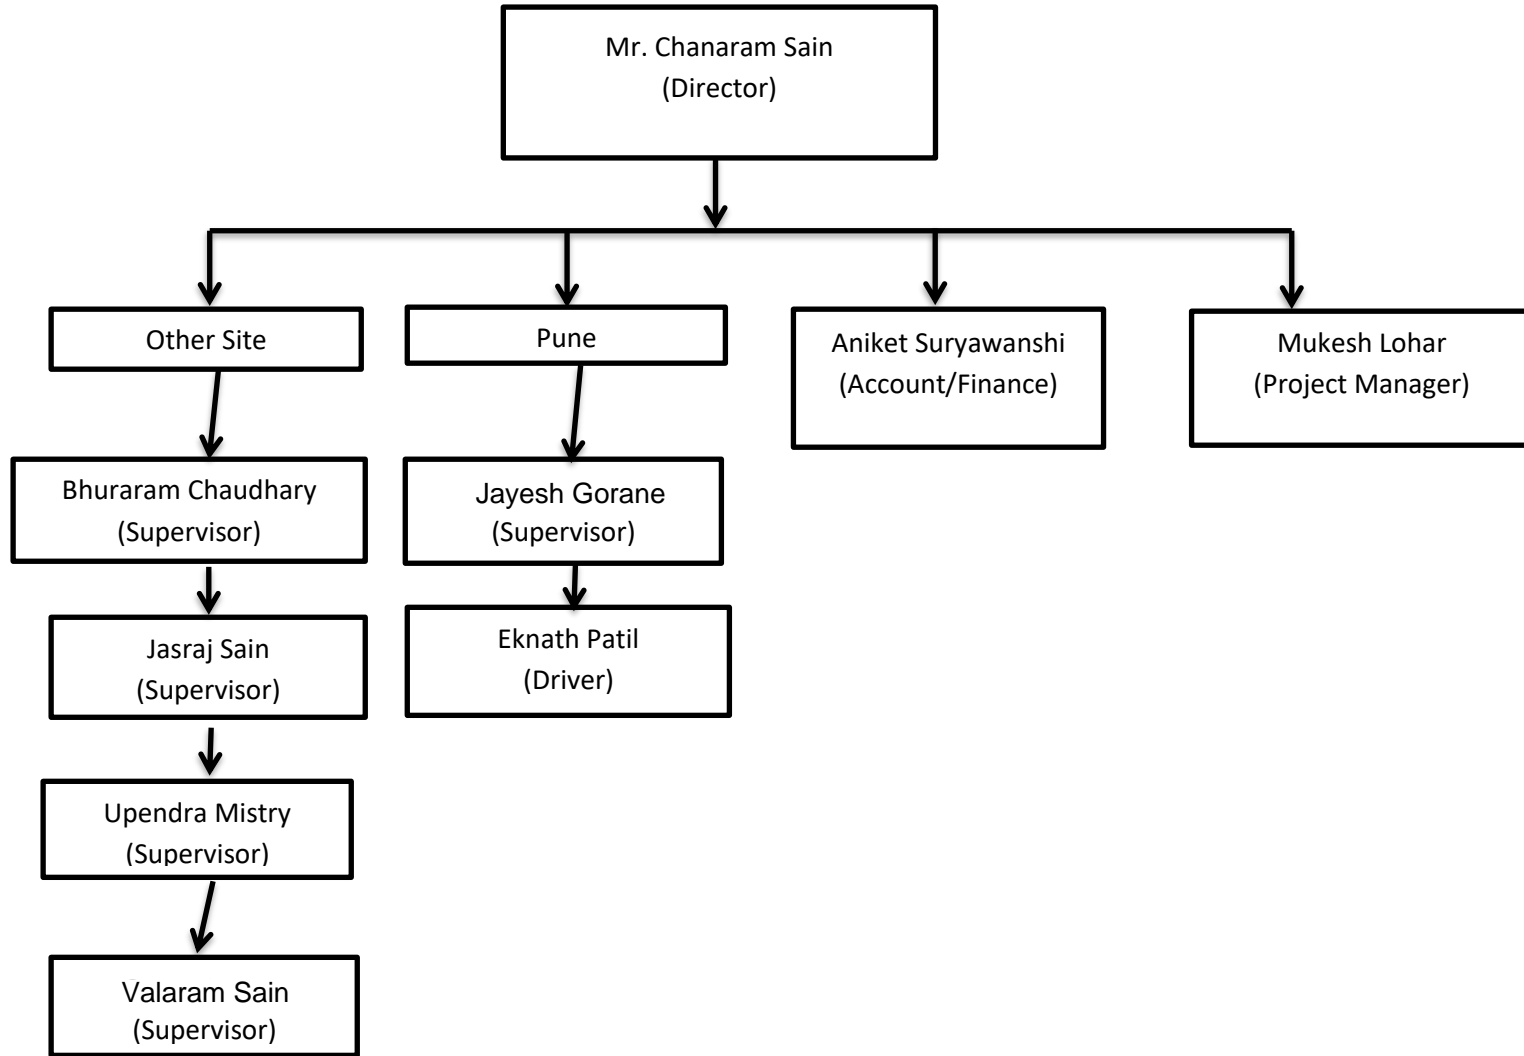 Mr. Chanaram Sain
(Director)
Other Site
Pune
Aniket Suryawanshi
(Account/Finance)
Mukesh Lohar
(Project Manager)
Bhuraram Chaudhary
(Supervisor)
Jayesh Gorane
(Supervisor)
Jasraj Sain
(Supervisor)
Eknath Patil
(Driver)
Upendra Mistry
(Supervisor)
Valaram Sain
(Supervisor)